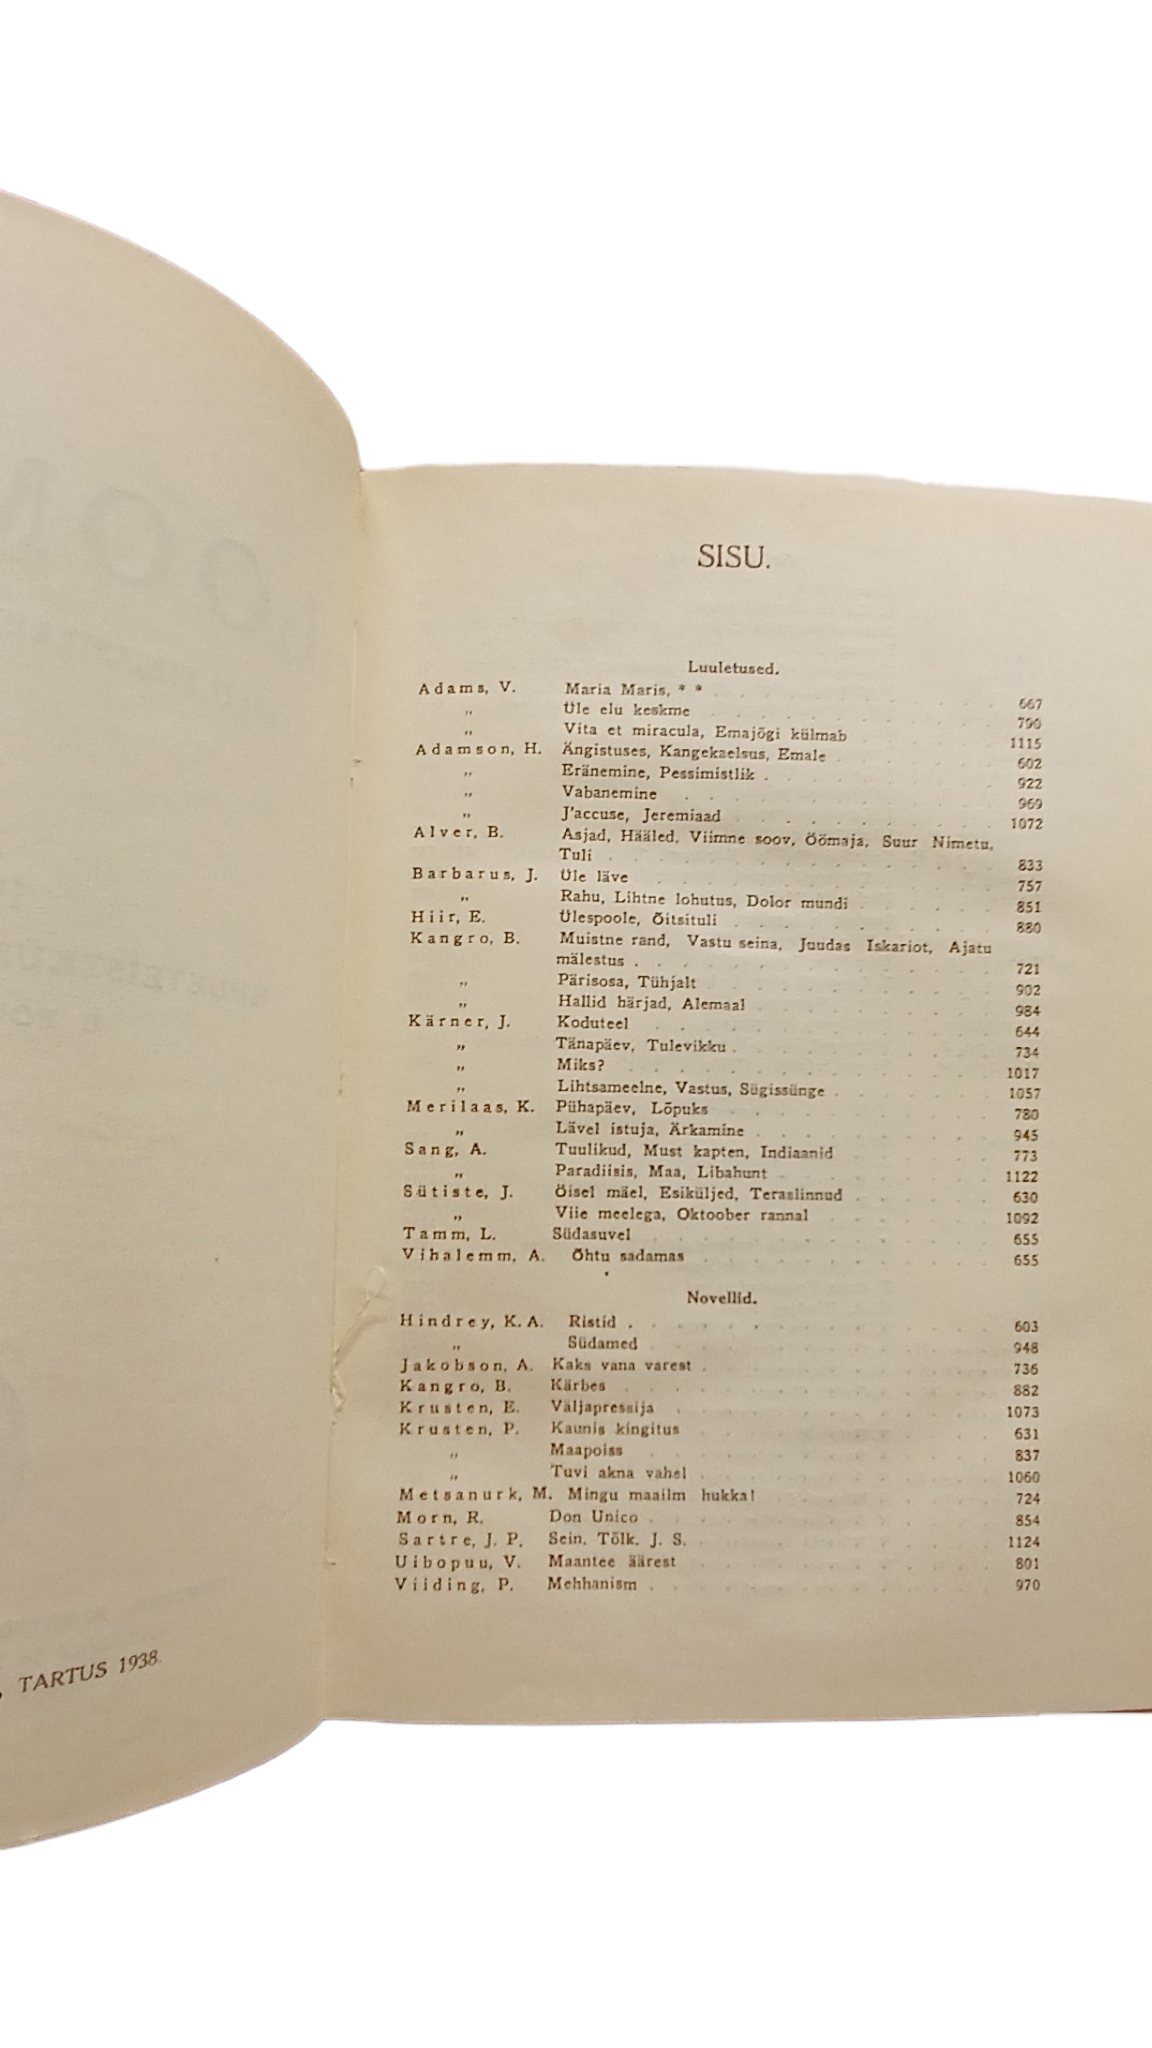 TARTUS 1938.
SISU.
Luuletused.
Adams, V. Maria Maris, * * . . . 667
„ Üle elu keskme . . . 790
„ Vita et miracula, Emajõgi külmab . . . 1115
Adamson, H. Ängistuses, Kangekaelsus, Emale . . . 602
„ Eränemine, Pessimistlik . . . 922
„ Vabanemine . . . 969
„ J'accuse, Jeremiaad . . . 1072
Alver, B. Asjad, Hääled, Viimne soov, Öömaja, Suur Nimetu,
Tuli . . . 833
Barbarus, J. Üle läve . . . 757
„ Rahu, Lihtne lohutus, Dolor mundi . . . 851
Hiir, E. Ülespoole, Õitsituli . . . 880
Kangro, B. Muistne rand, Vastu seina, Juudas Iskariot, Ajatu
mälestus . . . 721
„ Pärisosa, Tühjalt . . . 902
„ Hallid härjad, Alemaal . . . 984
Kärner, J. Koduteel . . . 644
„ Tänapäev, Tulevikku . . . 734
„ Miks? . . . 1017
„ Lihtsameelne, Vastus, Sügissünge . . . 1057
Merilaas, K. Pühapäev, Lõpuks . . . 780
„ Lävel istuja, Ärkamine . . . 945
Sang, A. Tuulikud, Must kapten, Indiaanid . . . 773
„ Paradiisis, Maa, Libahunt . . . 1122
Sütiste, J. Öisel mäel, Esiküljed, Teraslinnud . . . 630
„ Viie meelega, Oktoober rannal . . . 1092
Tamm, L. Südasuvel . . . 655
Vihalemm, A. Õhtu sadamas . . . 655
Novellid.
Hindrey, K. A. Ristid . . . 603
„ Südamed . . . 948
Jakobson, A. Kaks vana varest . . . 736
Kangro, B. Kärbes . . . 882
Krusten, E. Väljapressija . . . 1073
Krusten, P. Kaunis kingitus . . . 631
„ Maapoiss . . . 837
„ Tuvi akna vahel . . . 1060
Metsanurk, M. Mingu maailm hukka! . . . 724
Morn, R. Don Unico . . . 854
Sartre, J. P. Sein. Tõlk. J. S. . . . 1124
Uibopuu, V. Maantee äärest . . . 801
Viiding, P. Mehhanism . . . 970